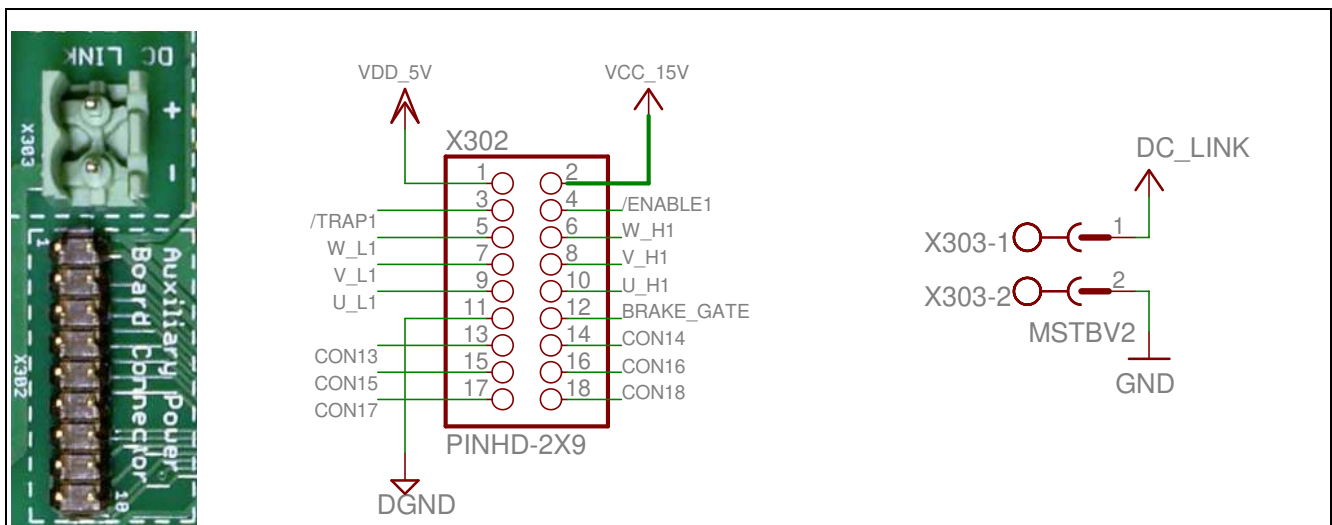 DC LINK
+
-
X303
1
Auxiliary Power
Board Connector
X302
18
VDD_5V
VCC_15V
X302
1 2
3 4
/TRAP1 /ENABLE1
5 6
W_L1 W_H1
7 8
V_L1 V_H1
9 10
U_L1 U_H1
11 12
BRAKE_GATE
13 14
CON13 CON14
15 16
CON15 CON16
17 18
CON17 CON18
PINHD-2X9
DGND
DC_LINK
X303-1
1
X303-2
2
MSTBV2
GND